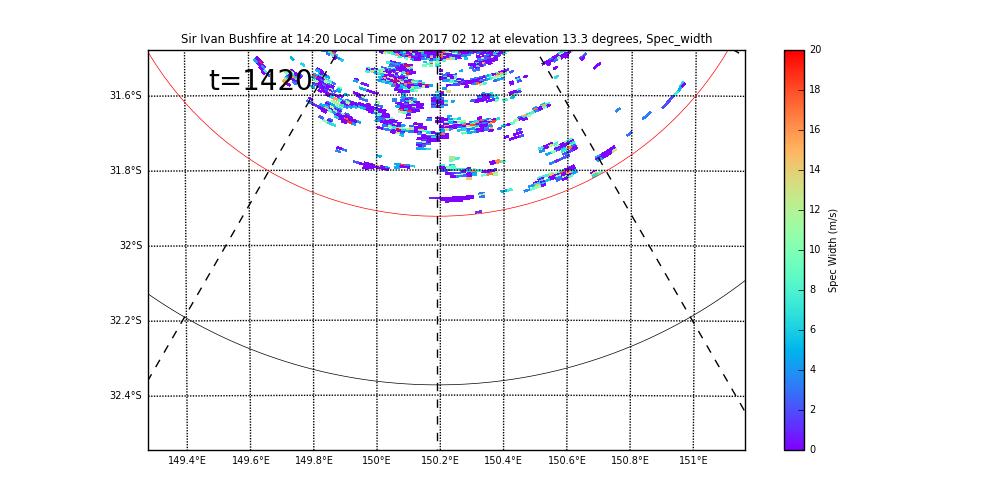 Sir Ivan Bushfire at 14:20 Local Time on 2017 02 12 at elevation 13.3 degrees, Spec_width
t=1420
31.6°S
31.8°S
32°S
32.2°S
32.4°S
149.4°E 149.6°E 149.8°E 150°E 150.2°E 150.4°E 150.6°E 150.8°E 151°E
20
18
16
14
12
10
8
6
4
2
0
Spec Width (m/s)